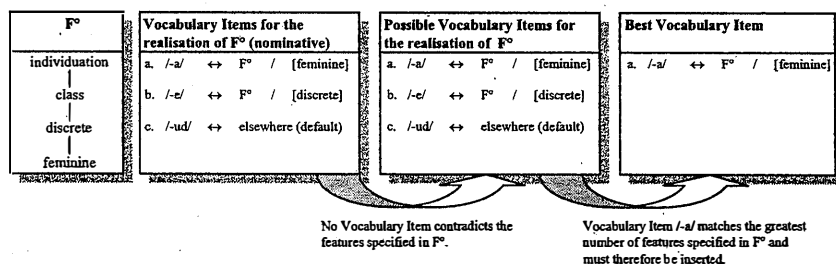 F°
individuation
class
discrete
feminine
Vocabulary Items for the
realisation of F° (nominative)
a. /-a/ ↔ F° / [feminine]
b. /-e/ ↔ F° / [discrete]
c. /-ud/ ↔ elsewhere (default)
Possible Vocabulary Items for
the realisation of F°
a. /-a/ ↔ F° / [feminine]
b. /-e/ ↔ F° / [discrete]
c. /-ud/ ↔ elsewhere (default)
Best Vocabulary Item
a. /-a/ ↔ F° / [feminine]
No Vocabulary Item contradicts the
features specified in F°.
Vocabulary Item /-a/ matches the greatest
number of features specified in F° and
must therefore be inserted.